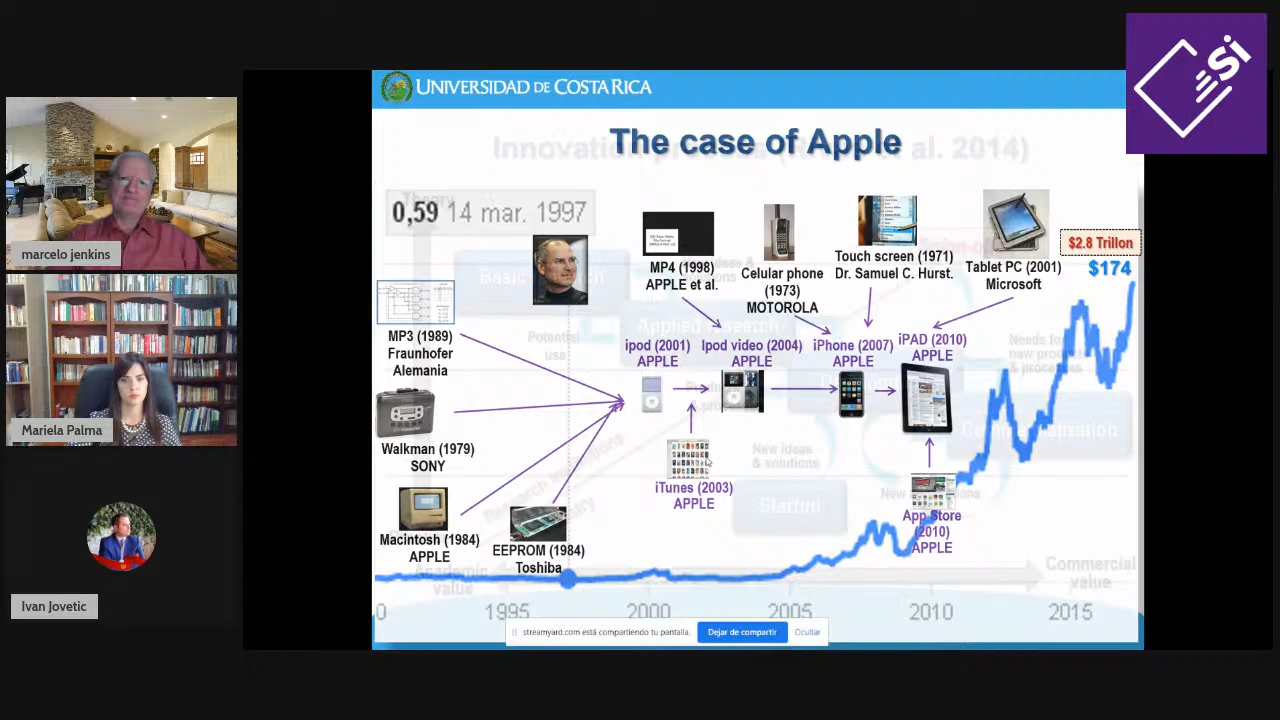 Si
UNIVERSIDAD DE COSTA RICA
The case of Apple
Innovation
al. 2014)
0,59 14 mar. 1997
$2.8 Trillon
$174
MP4 (1998)
APPLE et al.
Celular phone
(1973)
MOTOROLA
Touch screen (1971)
Dr. Samuel C. Hurst.
Tablet PC (2001)
Microsoft
MP3 (1989)
Fraunhofer
Alemania
ipod (2001)
APPLE
Ipod video (2004)
APPLE
iPhone (2007)
APPLE
iPAD (2010)
APPLE
Applied research
Potential
use
Needs for
new products
& processes
Walkman (1979)
SONY
iTunes (2003)
APPLE
New ideas
& solutions
Startup
Macintosh (1984)
APPLE
EEPROM (1984)
Toshiba
App Store
(2010)
APPLE
Academic
value
Commercial
value
0
1995
2000
2005
2010
2015
streamyard.com está compartiendo tu pantalla.
Dejar de compartir
Ocultar
marcelo jenkins
Mariela Palma
Ivan Jovetic